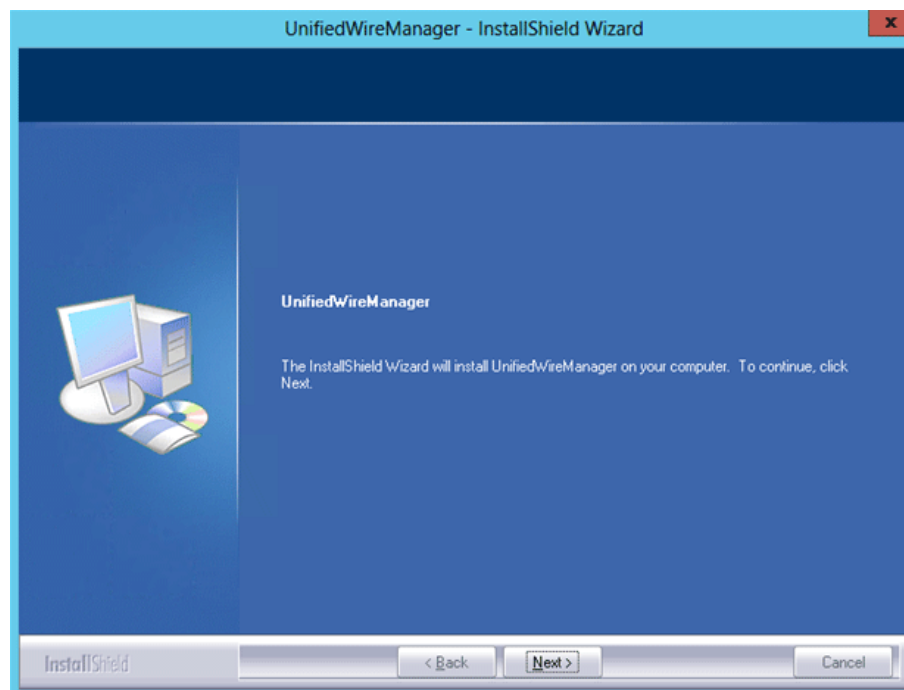 UnifiedWireManager - InstallShield Wizard
x
UnifiedWireManager
The InstallShield Wizard will install UnifiedWireManager on your computer. To continue, click
Next.
InstallShield
< Back
Next >
Cancel